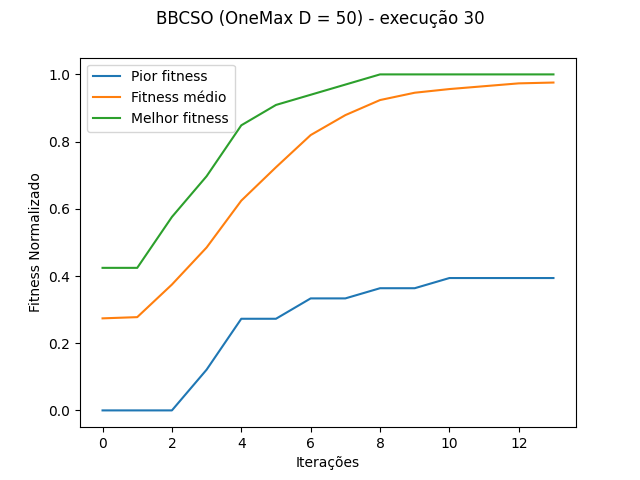 BBCSO (OneMax D = 50) - execução 30
Pior fitness
Fitness médio
Melhor fitness
Fitness Normalizado
1.0
0.8
0.6
0.4
0.2
0.0
0 2 4 6 8 10 12
Iterações